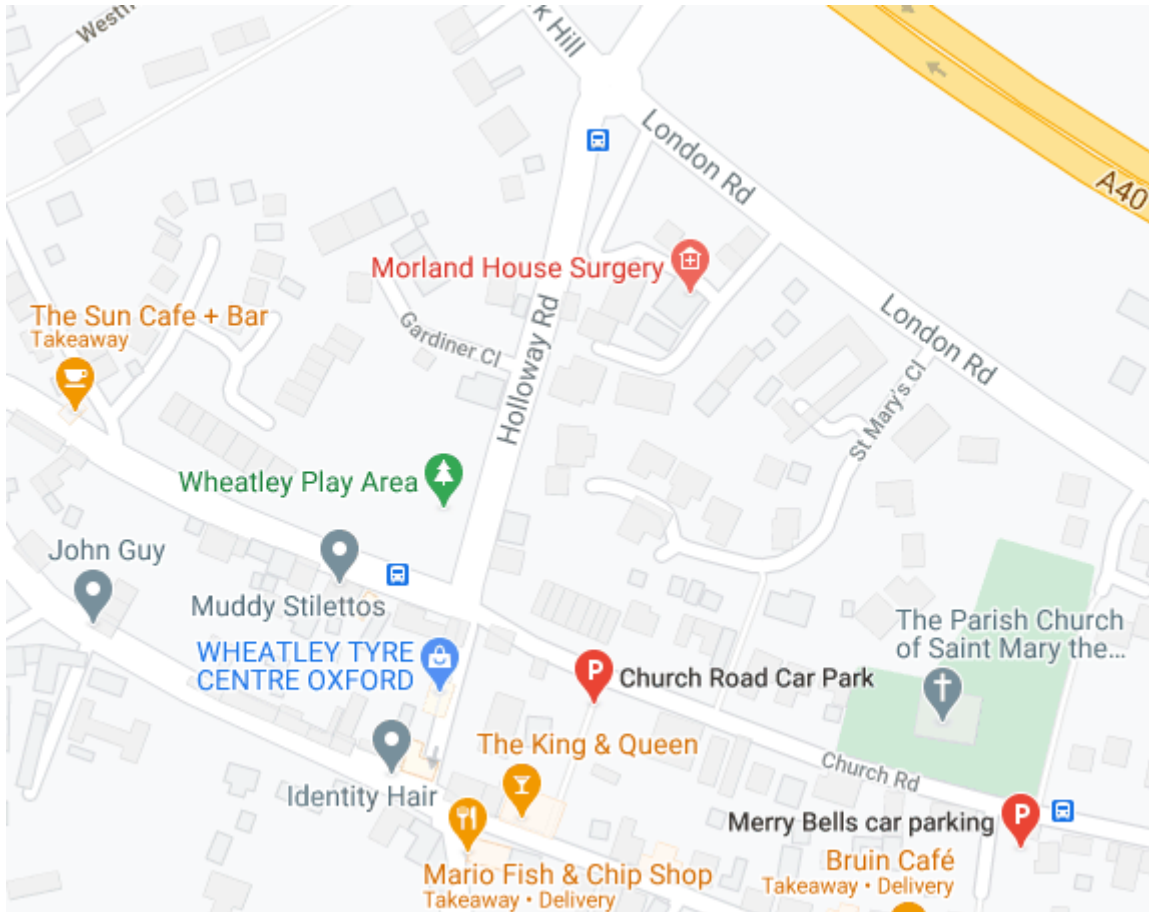 Westm
k Hill
London Rd
A40
Morland House Surgery
The Sun Cafe + Bar
Takeaway
Gardiner Cl
Holloway Rd
London Rd
St Mary's Cl
Wheatley Play Area
John Guy
Muddy Stilettos
The Parish Church
of Saint Mary the...
WHEATLEY TYRE
CENTRE OXFORD
P
Church Road Car Park
The King & Queen
Church Rd
Identity Hair
P
Merry Bells car parking
Mario Fish & Chip Shop
Takeaway • Delivery
Bruin Café
Takeaway • Delivery